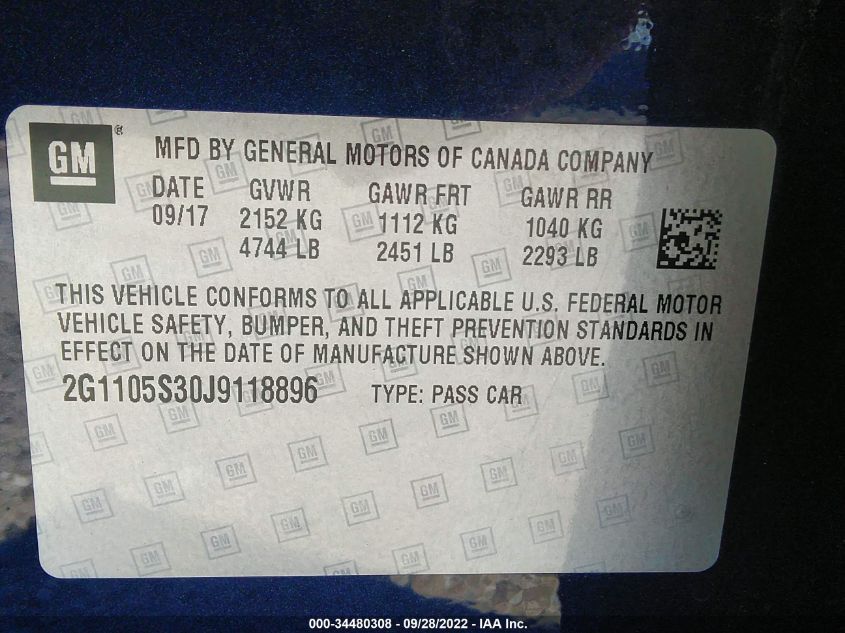 GM ® MFD BY GENERAL MOTORS OF CANADA COMPANY
DATE GVWR GAWR FRT GAWR RR
09/17 2152 KG 1112 KG 1040 KG
4744 LB 2451 LB 2293 LB
THIS VEHICLE CONFORMS TO ALL APPLICABLE U.S. FEDERAL MOTOR
VEHICLE SAFETY, BUMPER, AND THEFT PREVENTION STANDARDS IN
EFFECT ON THE DATE OF MANUFACTURE SHOWN ABOVE.
2G1105S30J9118896 TYPE: PASS CAR
000-34480308 - 09/28/2022 - IAA Inc.